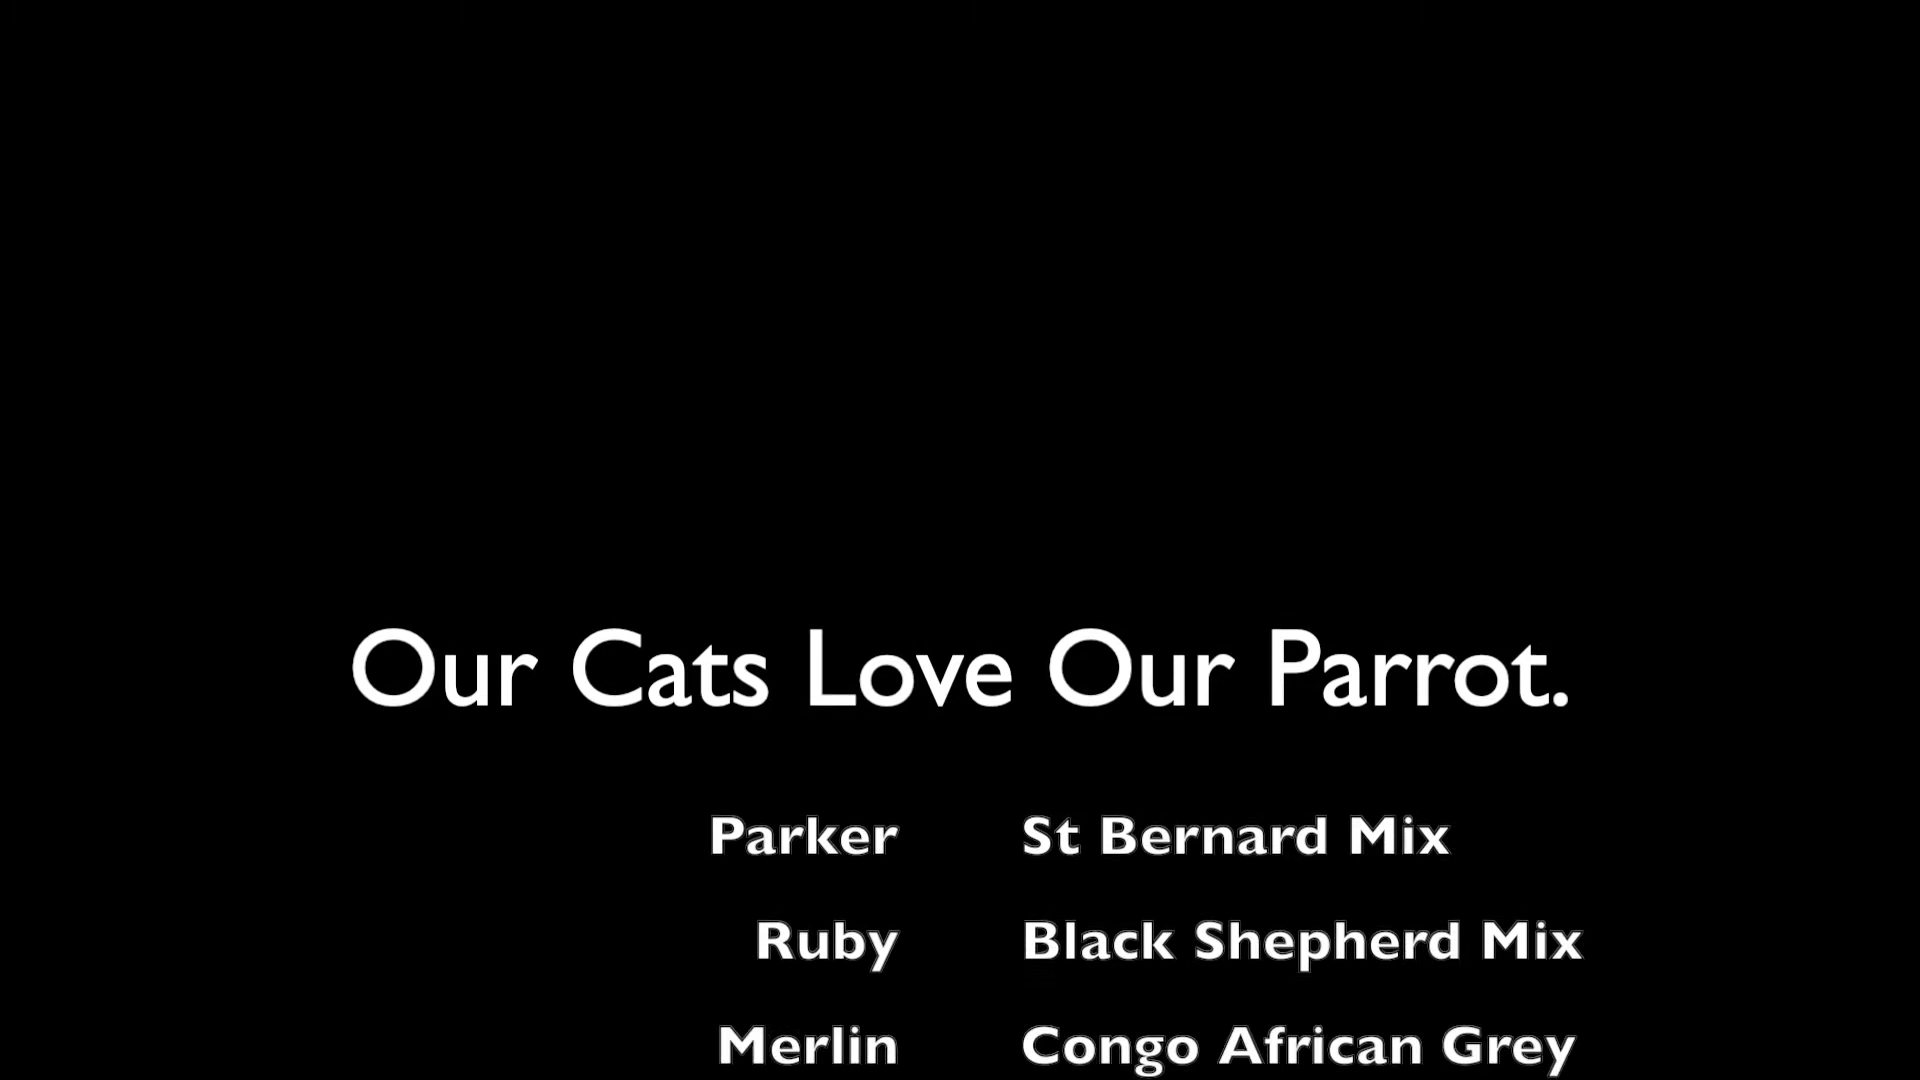 Our Cats Love Our Parrot.
Parker St Bernard Mix
Ruby Black Shepherd Mix
Merlin Congo African Grey